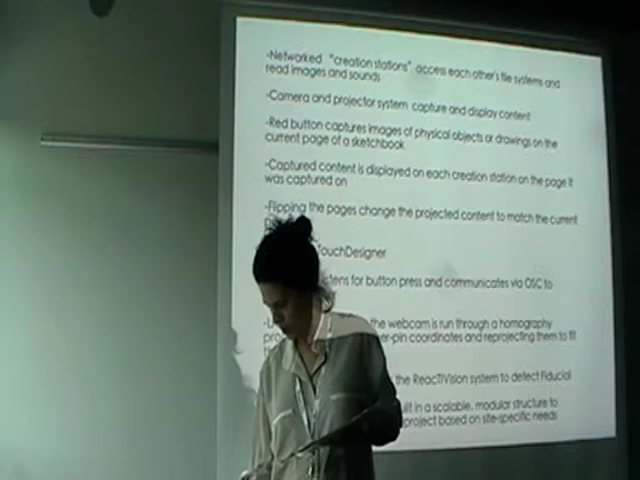 -Networked "creation stations" access each other's file systems and
read images and sounds
-Camera and projector system capture and display content
-Red button captures images of physical objects or drawings on the
current page of a sketchbook
-Captured content is displayed on each creation station on the page it
was captured on
-Flipping the pages change the projected content to match the current
TouchDesigner
for button press and communicates via OSC to
the webcam is run through a homography
coordinates and reprojecting them to fit
the ReacTIVision system to detect Fiducial
in a scalable, modular structure to
project based on site-specific needs